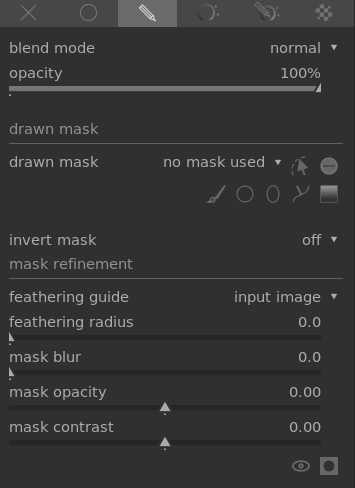 blend mode normal
opacity 100%
drawn mask
drawn mask no mask used
invert mask off
mask refinement
feathering guide input image
feathering radius 0.0
mask blur 0.0
mask opacity 0.00
mask contrast 0.00